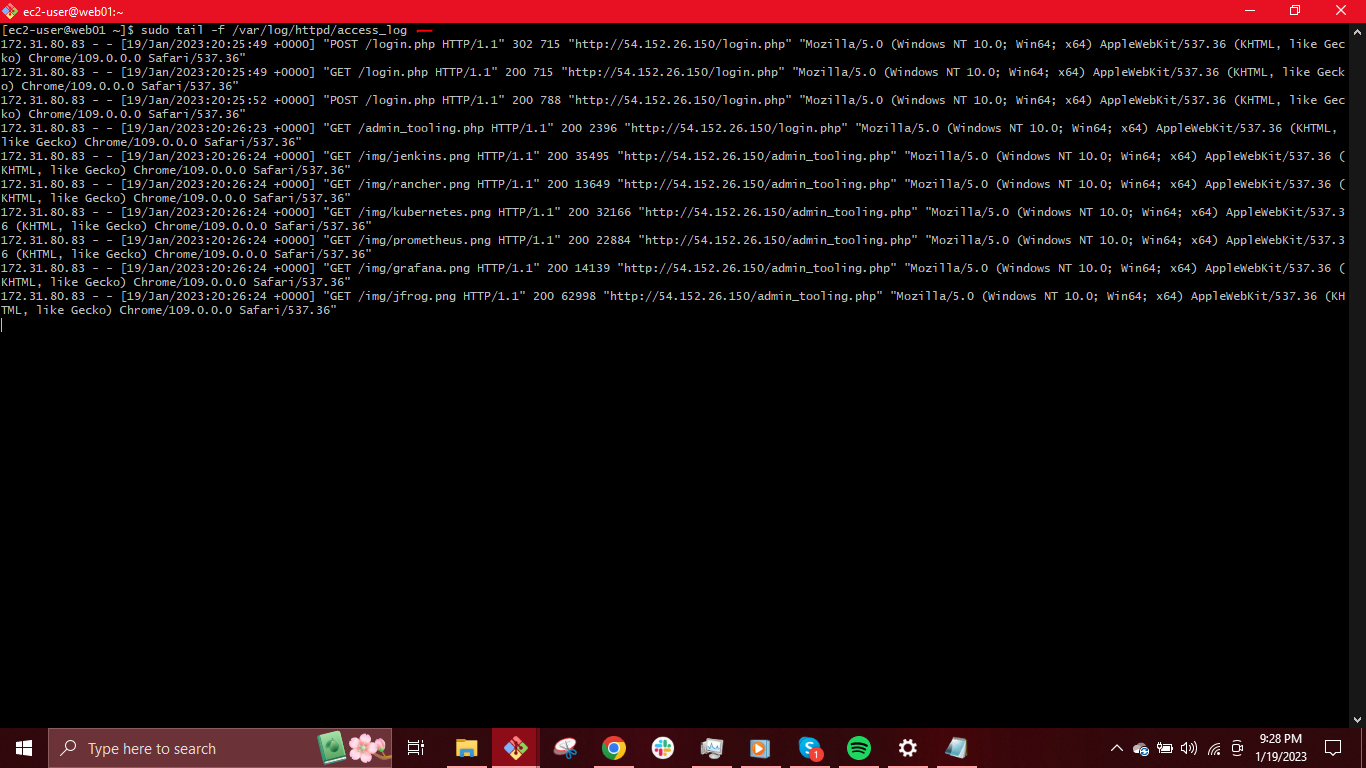 ec2-user@web01:~
[ec2-user@web01 ~]$ sudo tail -f /var/log/httpd/access_log
172.31.80.83 - - [19/Jan/2023:20:25:49 +0000] "POST /login.php HTTP/1.1" 302 715 "http://54.152.26.150/login.php" "Mozilla/5.0 (Windows NT 10.0; Win64; x64) AppleWebKit/537.36 (KHTML, like Gec
ko) Chrome/109.0.0.0 Safari/537.36"
172.31.80.83 - - [19/Jan/2023:20:25:49 +0000] "GET /login.php HTTP/1.1" 200 715 "http://54.152.26.150/login.php" "Mozilla/5.0 (Windows NT 10.0; Win64; x64) AppleWebKit/537.36 (KHTML, like Geck
o) Chrome/109.0.0.0 Safari/537.36"
172.31.80.83 - - [19/Jan/2023:20:25:52 +0000] "POST /login.php HTTP/1.1" 200 788 "http://54.152.26.150/login.php" "Mozilla/5.0 (Windows NT 10.0; Win64; x64) AppleWebKit/537.36 (KHTML, like Gec
ko) Chrome/109.0.0.0 Safari/537.36"
172.31.80.83 - - [19/Jan/2023:20:26:23 +0000] "GET /admin_tooling.php HTTP/1.1" 200 2396 "http://54.152.26.150/login.php" "Mozilla/5.0 (Windows NT 10.0; Win64; x64) AppleWebKit/537.36 (KHTML,
like Gecko) Chrome/109.0.0.0 Safari/537.36"
172.31.80.83 - - [19/Jan/2023:20:26:24 +0000] "GET /img/jenkins.png HTTP/1.1" 200 35495 "http://54.152.26.150/admin_tooling.php" "Mozilla/5.0 (Windows NT 10.0; Win64; x64) AppleWebKit/537.36 (
KHTML, like Gecko) Chrome/109.0.0.0 Safari/537.36"
172.31.80.83 - - [19/Jan/2023:20:26:24 +0000] "GET /img/rancher.png HTTP/1.1" 200 13649 "http://54.152.26.150/admin_tooling.php" "Mozilla/5.0 (Windows NT 10.0; Win64; x64) AppleWebKit/537.36 (
KHTML, like Gecko) Chrome/109.0.0.0 Safari/537.36"
172.31.80.83 - - [19/Jan/2023:20:26:24 +0000] "GET /img/kubernetes.png HTTP/1.1" 200 32166 "http://54.152.26.150/admin_tooling.php" "Mozilla/5.0 (Windows NT 10.0; Win64; x64) AppleWebKit/537.3
6 (KHTML, like Gecko) Chrome/109.0.0.0 Safari/537.36"
172.31.80.83 - - [19/Jan/2023:20:26:24 +0000] "GET /img/prometheus.png HTTP/1.1" 200 22884 "http://54.152.26.150/admin_tooling.php" "Mozilla/5.0 (Windows NT 10.0; Win64; x64) AppleWebKit/537.3
6 (KHTML, like Gecko) Chrome/109.0.0.0 Safari/537.36"
172.31.80.83 - - [19/Jan/2023:20:26:24 +0000] "GET /img/grafana.png HTTP/1.1" 200 14139 "http://54.152.26.150/admin_tooling.php" "Mozilla/5.0 (Windows NT 10.0; Win64; x64) AppleWebKit/537.36 (
KHTML, like Gecko) Chrome/109.0.0.0 Safari/537.36"
172.31.80.83 - - [19/Jan/2023:20:26:24 +0000] "GET /img/jfrog.png HTTP/1.1" 200 62998 "http://54.152.26.150/admin_tooling.php" "Mozilla/5.0 (Windows NT 10.0; Win64; x64) AppleWebKit/537.36 (KH
TML, like Gecko) Chrome/109.0.0.0 Safari/537.36"
Type here to search
1
9:28 PM
1/19/2023